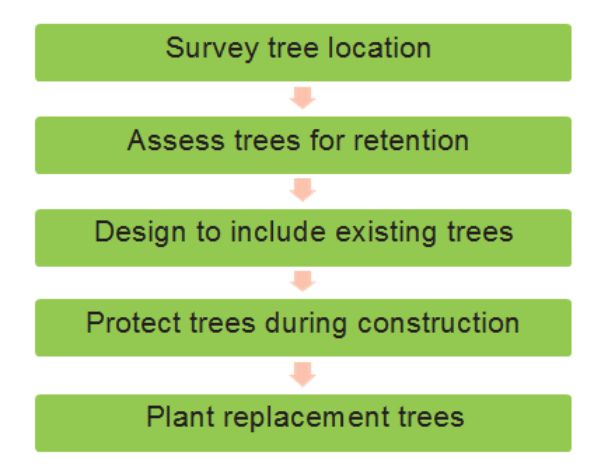 Survey tree location
Assess trees for retention
Design to include existing trees
Protect trees during construction
Plant replacement trees